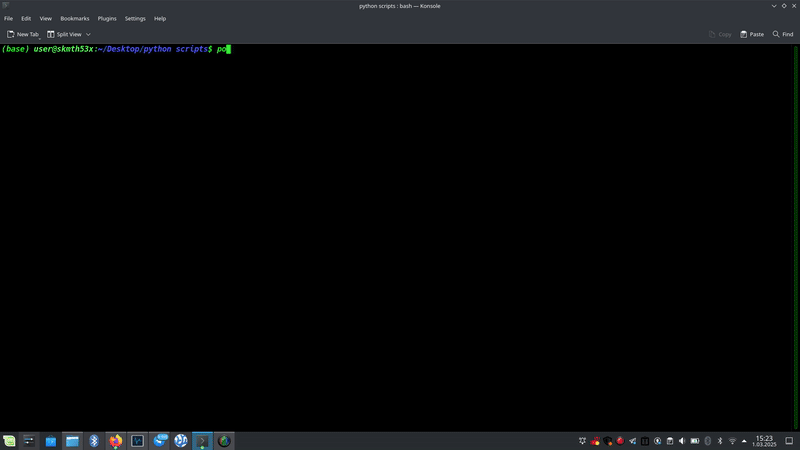 python scripts : bash — Konsole
File Edit View Bookmarks Plugins Settings Help
New Tab Split View Copy Paste Find
(base) user@skmth53x:~/Desktop/python scripts$ po
15:23
1.03.2025